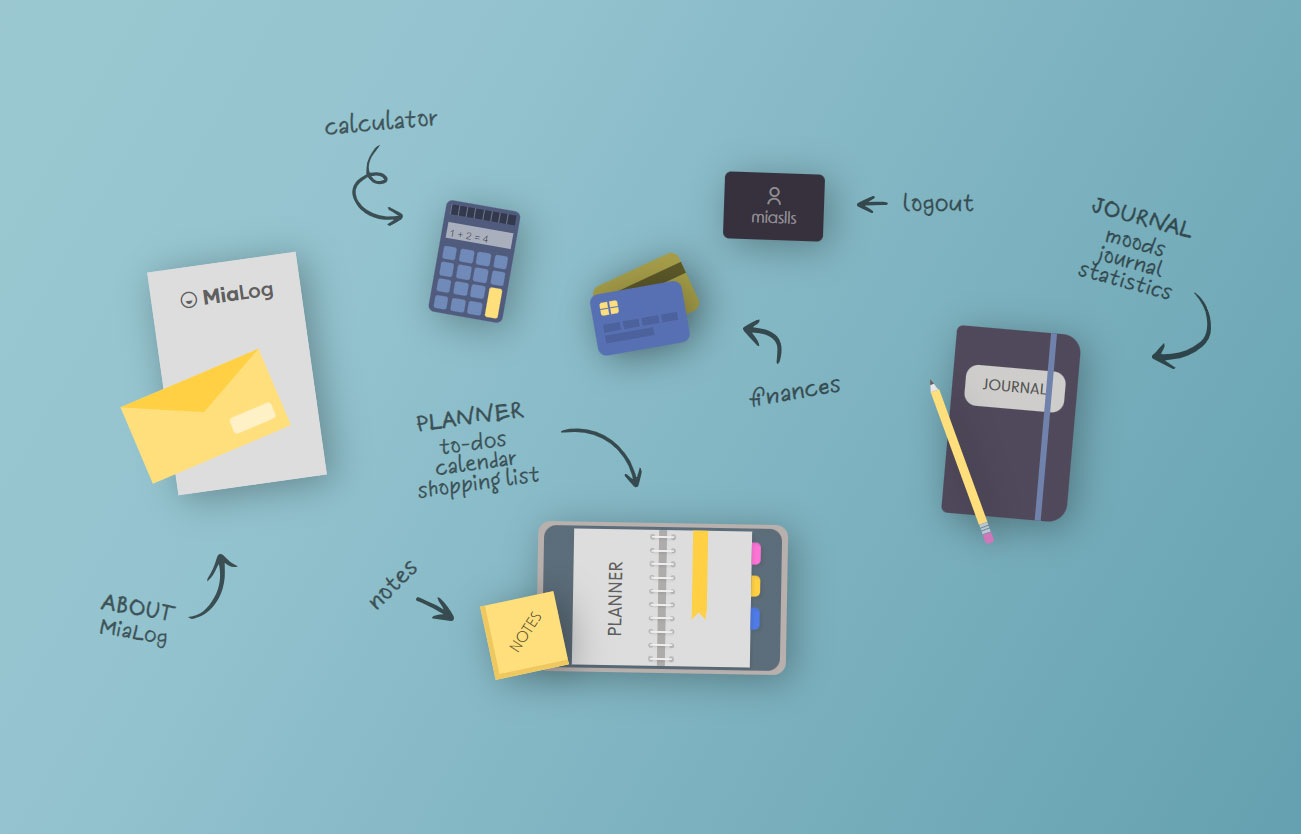 calculator
1 + 2 = 4
miaslls
logout
JOURNAL
moods
journal
statistics
MiaLog
JOURNAL
finances
PLANNER
to-dos
calendar
shopping list
PLANNER
notes
NOTES
ABOUT
MiaLog